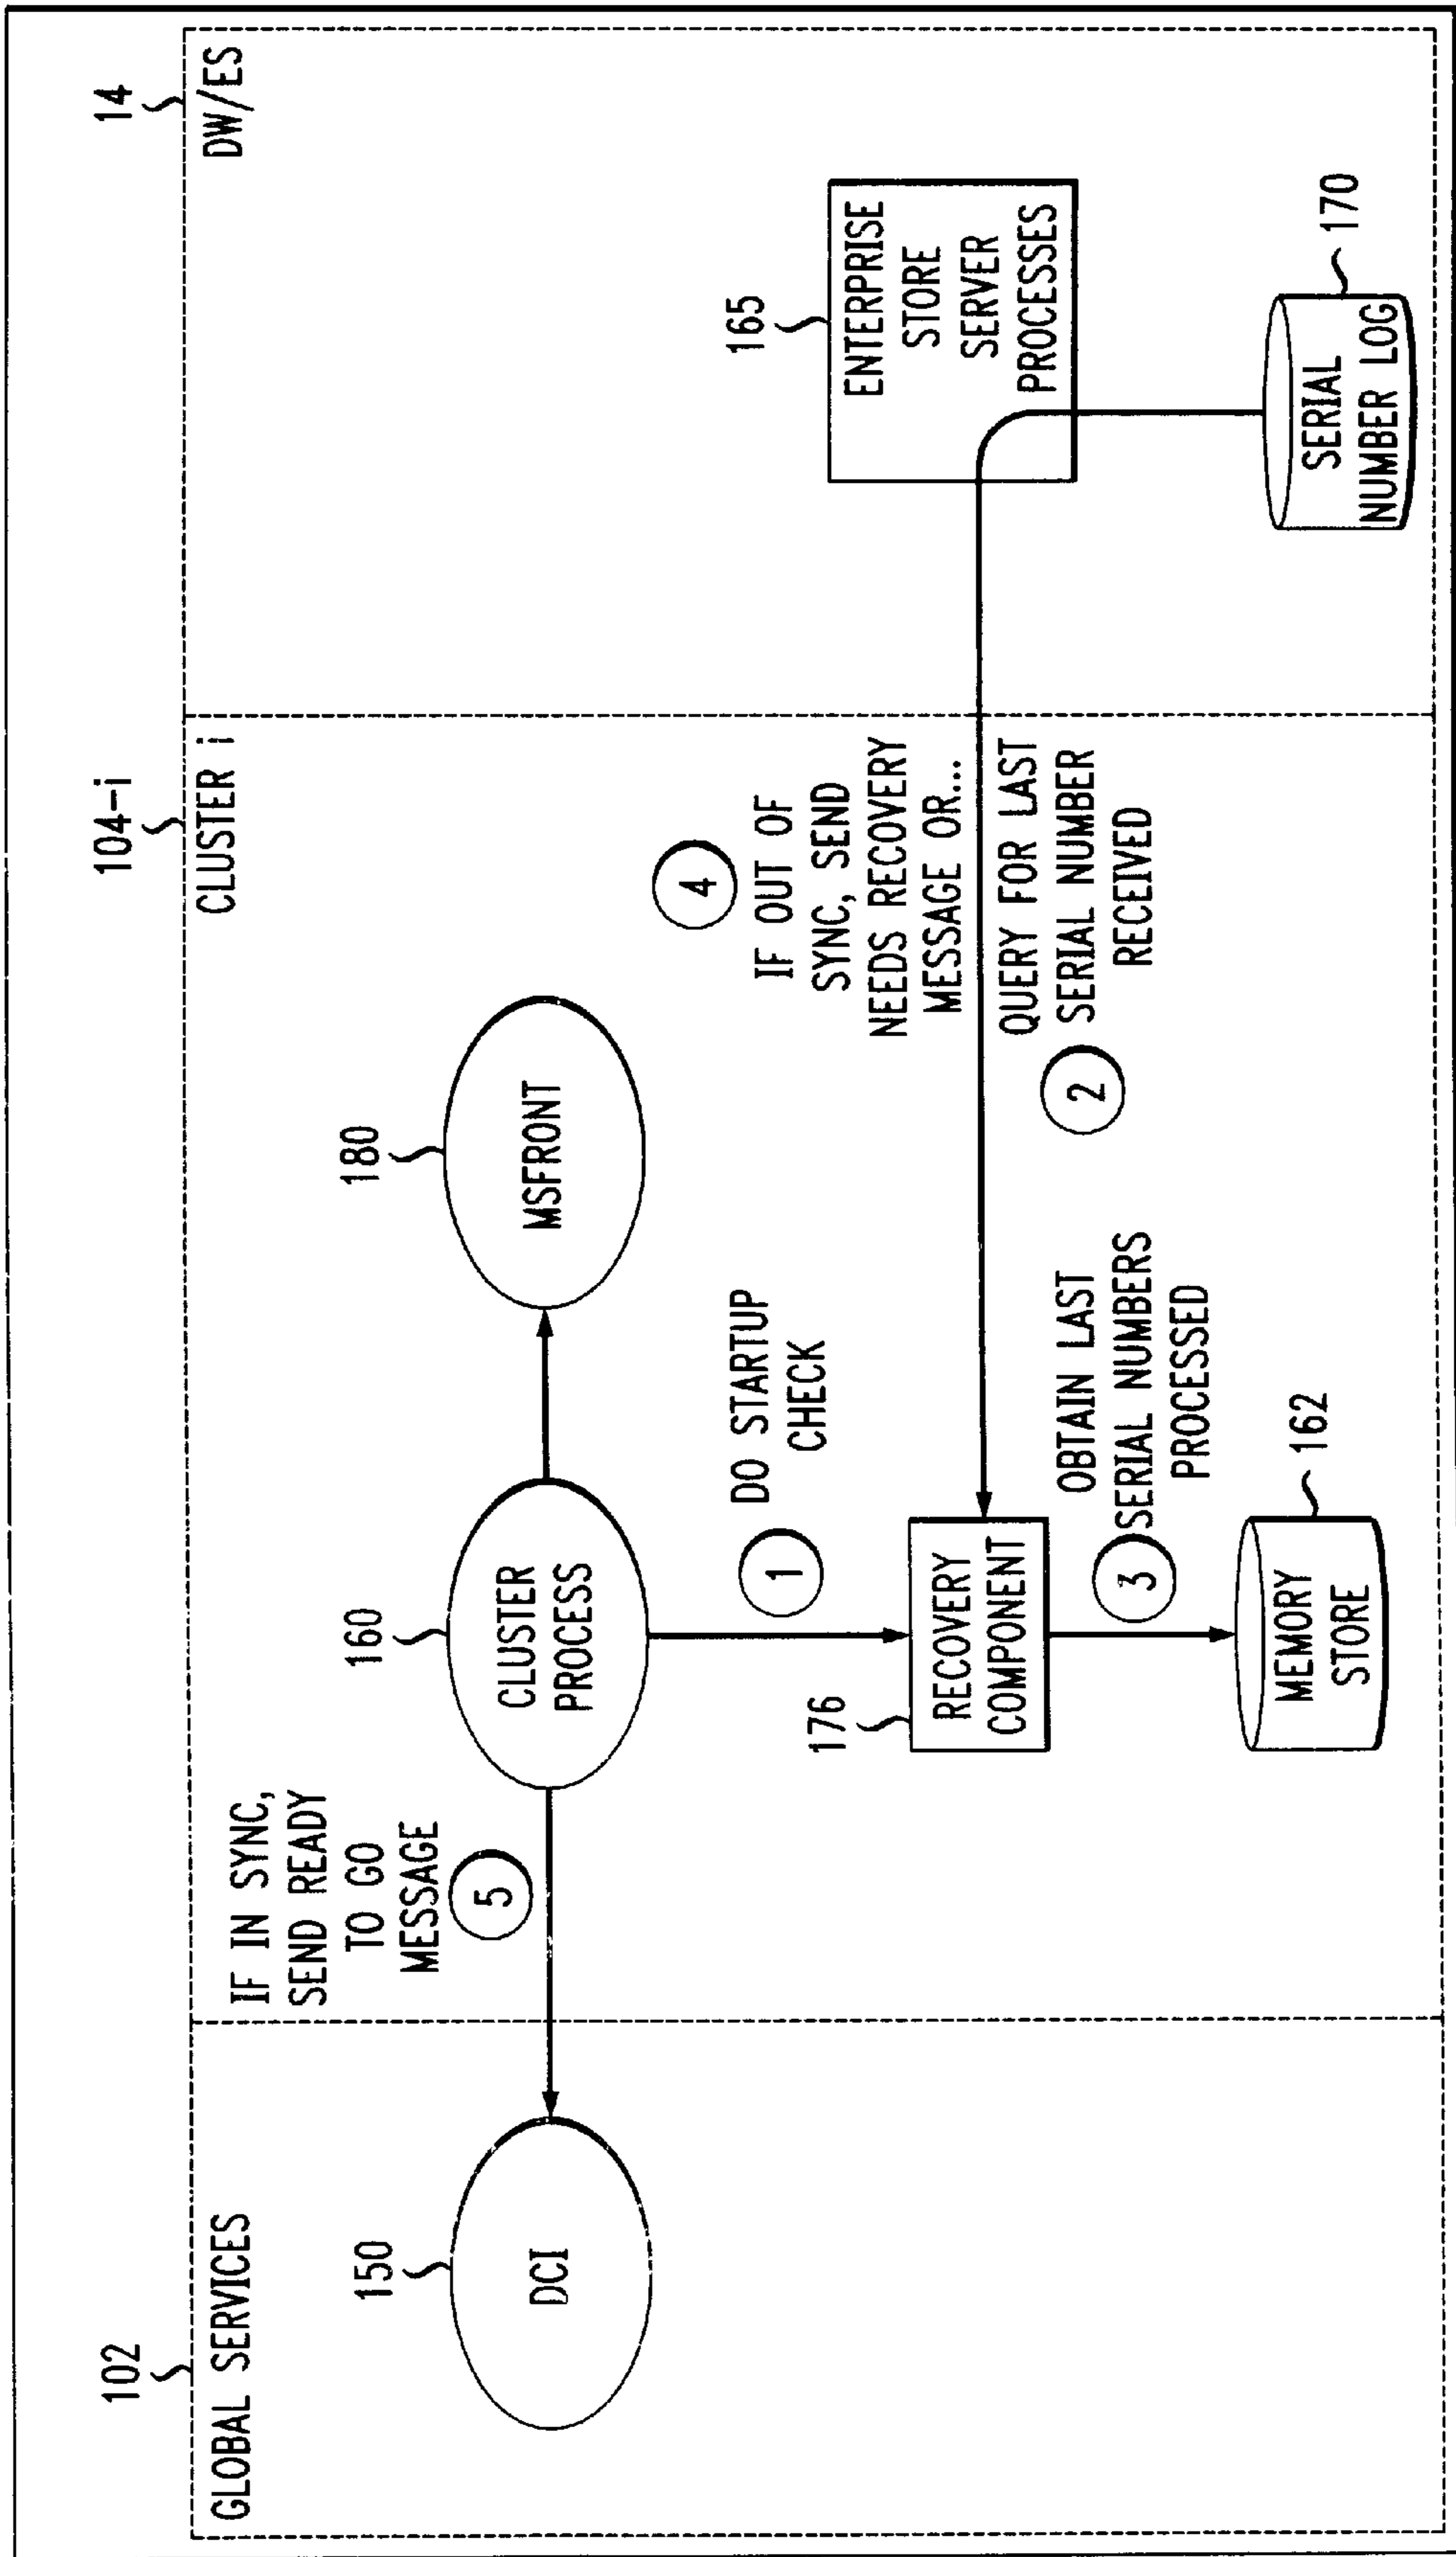 102
GLOBAL SERVICES
150
DCI
104-i
CLUSTER i
IF IN SYNC,
SEND READY
TO GO
MESSAGE
5
160
CLUSTER
PROCESS
180
MSFRONT
1
DO STARTUP
CHECK
4
IF OUT OF
SYNC, SEND
NEEDS RECOVERY
MESSAGE OR...
QUERY FOR LAST
2
SERIAL NUMBER
RECEIVED
176
RECOVERY
COMPONENT
3
OBTAIN LAST
SERIAL NUMBERS
PROCESSED
MEMORY
STORE
162
14
DW/ES
165
ENTERPRISE
STORE
SERVER
PROCESSES
SERIAL
NUMBER LOG
170